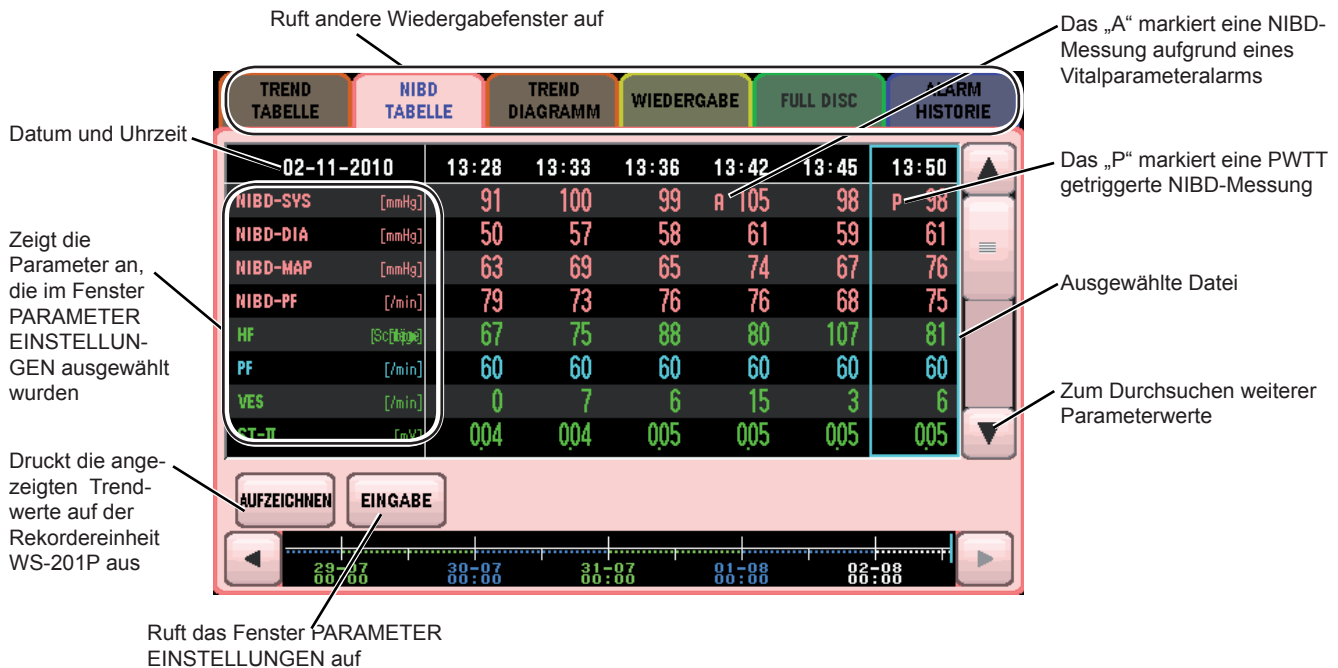 Ruft andere Wiedergabefenster auf
Das „A“ markiert eine NIBD-
Messung aufgrund eines
Vitalparameteralarms
TREND
TABELLE
NIBD
TABELLE
TREND
DIAGRAMM
WIEDERGABE
FULL DISC
ALARM
HISTORIE
Datum und Uhrzeit
02-11-2010 13:28 13:33 13:36 13:42 13:45 13:50
Das „P“ markiert eine PWTT
getriggerte NIBD-Messung
NIBD-SYS [mmHg] 91 100 99 A 105 98 P 98
NIBD-DIA [mmHg] 50 57 58 61 59 61
NIBD-MAP [mmHg] 63 69 65 74 67 76
NIBD-PF [/min] 79 73 76 76 68 75
HF 67 75 88 80 107 81
PF [/min] 60 60 60 60 60 60
VES [/min] 0 7 6 15 3 6
ST-II [mV] 0.04 0.04 0.05 0.05 0.05 0.05
Zeigt die
Parameter an,
die im Fenster
PARAMETER
EINSTELLUN-
GEN ausgewählt
wurden
Ausgewählte Datei
Zum Durchsuchen weiterer
Parameterwerte
Druckt die ange-
zeigten Trend-
werte auf der
Rekordereinheit
WS-201P aus
AUFZEICHNEN
EINGABE
29-07 30-07 31-07 01-08 02-08
00:00 00:00 00:00 00:00 00:00
Ruft das Fenster PARAMETER
EINSTELLUNGEN auf